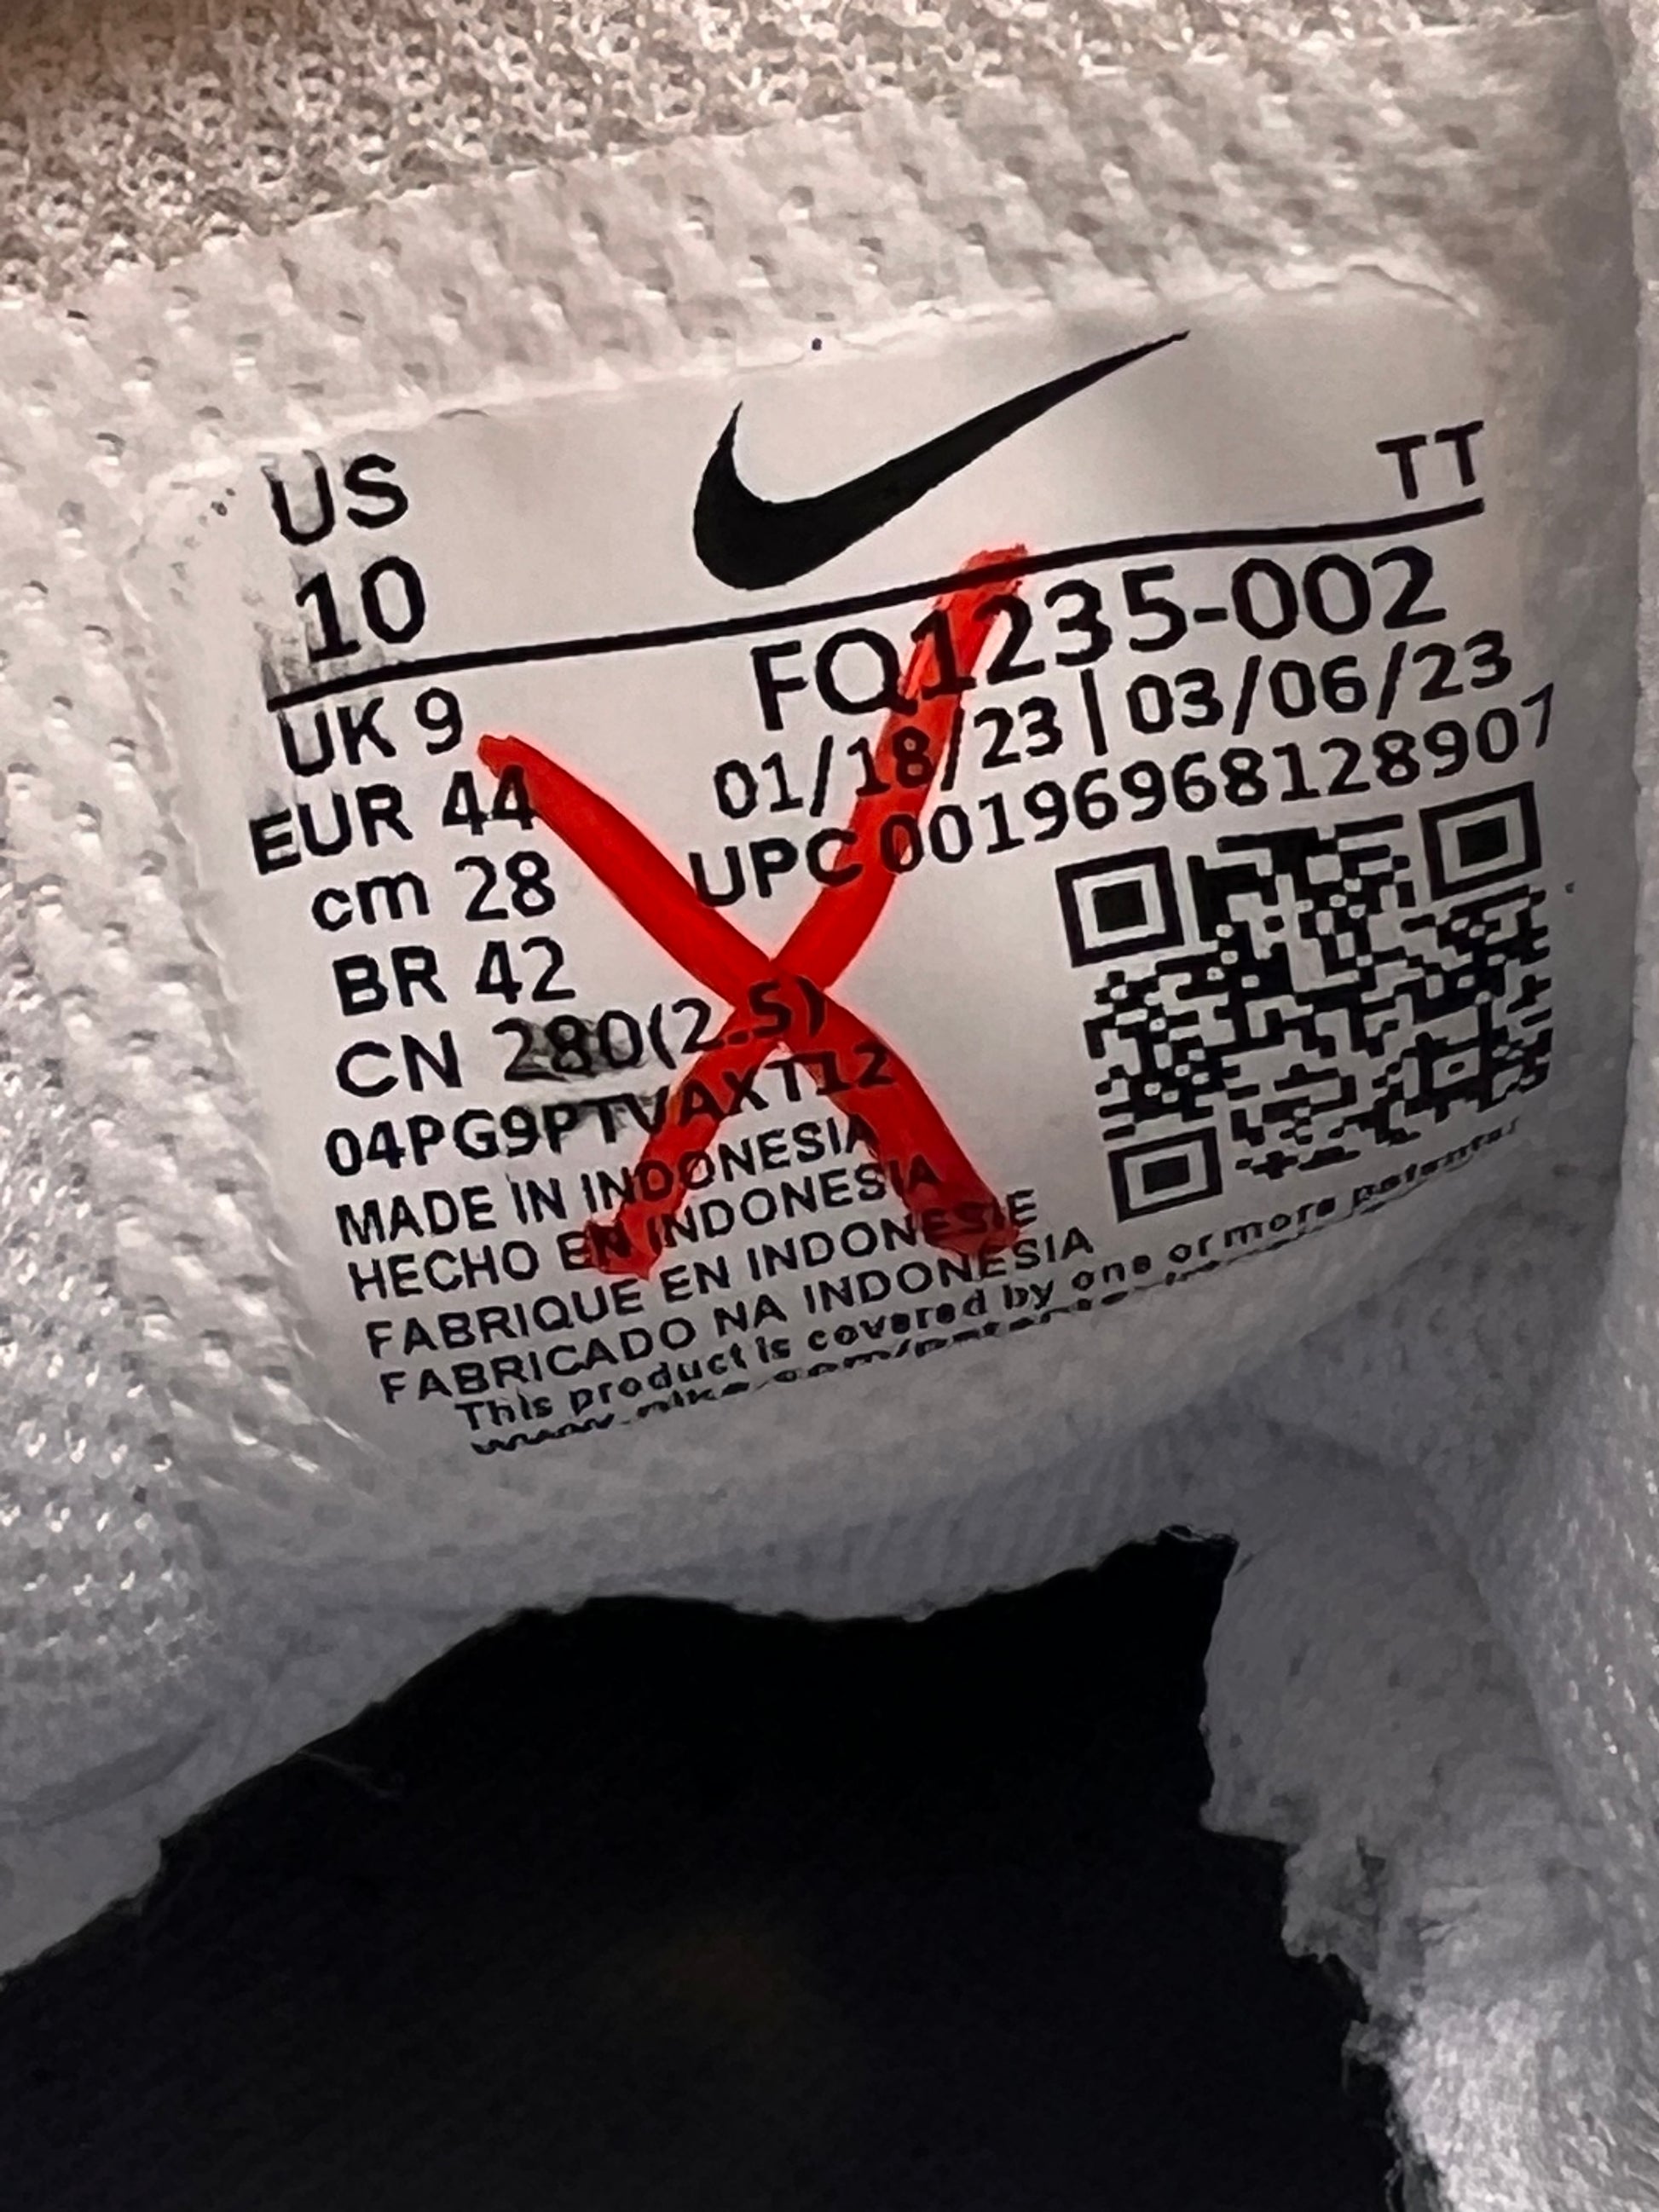 US
10
TT
UK 9
EUR 44
cm 28
BR 42
CN 280(2.5)
FQ1235-002
01/18/23 | 03/06/23
UPC 00196968128907
04PG9PTVAXT12
MADE IN INDONESIA
HECHO EN INDONESIA
FABRIQUE EN INDONESIE
FABRICADO NA INDONESIA
This product is covered by one or more patents.